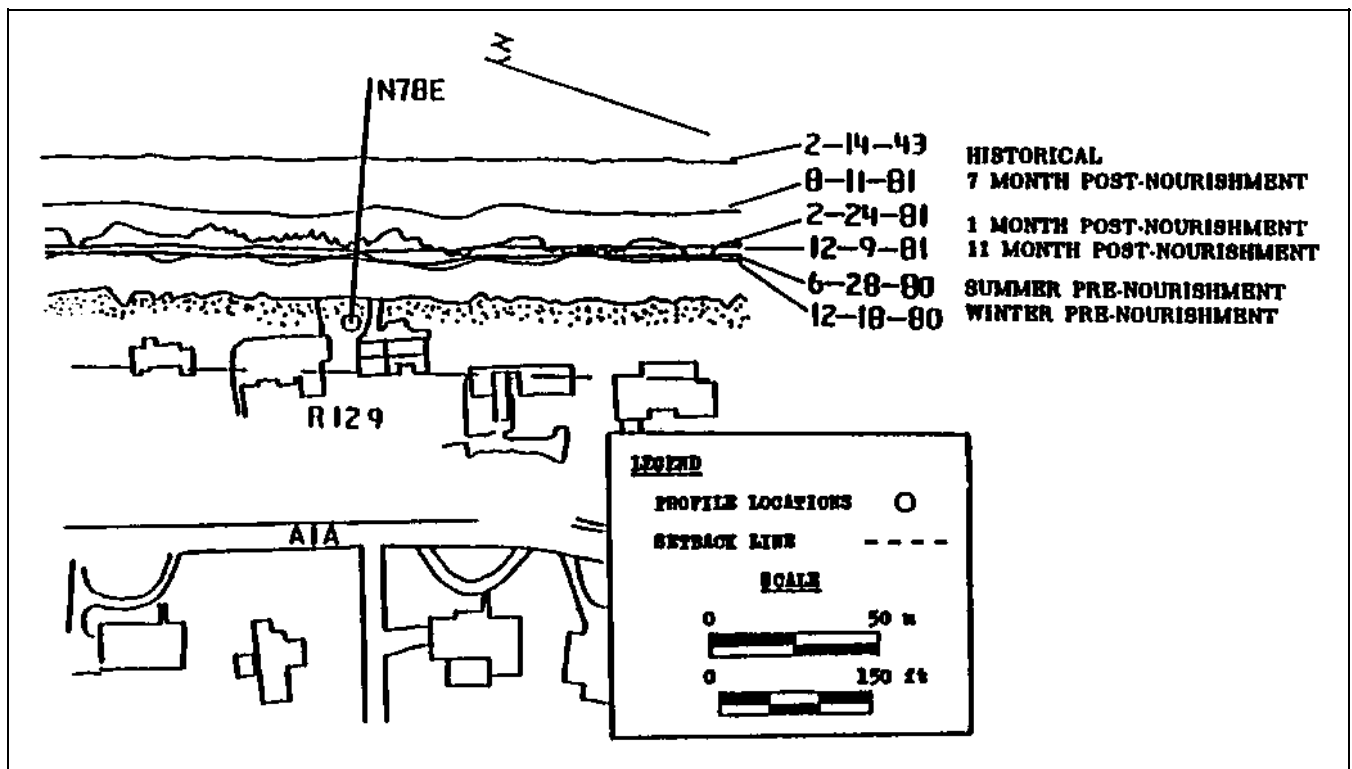 N
N78E
2-14-43 HISTORICAL
8-11-81 7 MONTH POST-NOURISHMENT
2-24-81 1 MONTH POST-NOURISHMENT
12-9-81 11 MONTH POST-NOURISHMENT
6-28-80 SUMMER PRE-NOURISHMENT
12-18-80 WINTER PRE-NOURISHMENT
R129
A1A
LEGEND
PROFILE LOCATIONS
SETBACK LINE
SCALE
0 50 m
0 150 ft